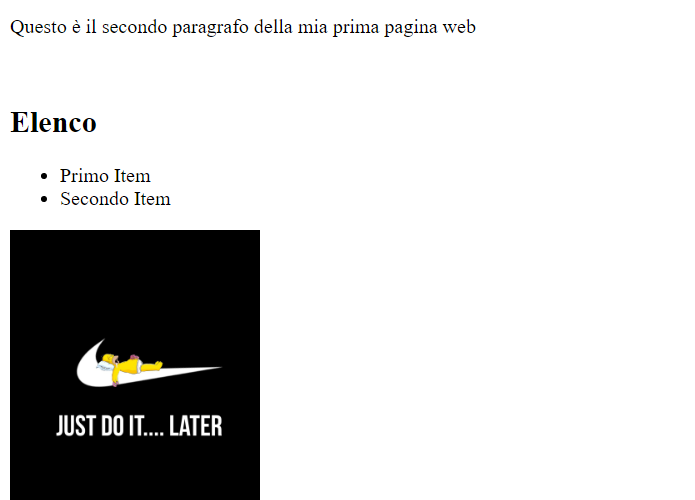 Questo è il secondo paragrafo della mia prima pagina web
Elenco
Primo Item
Secondo Item
JUST DO IT.... LATER